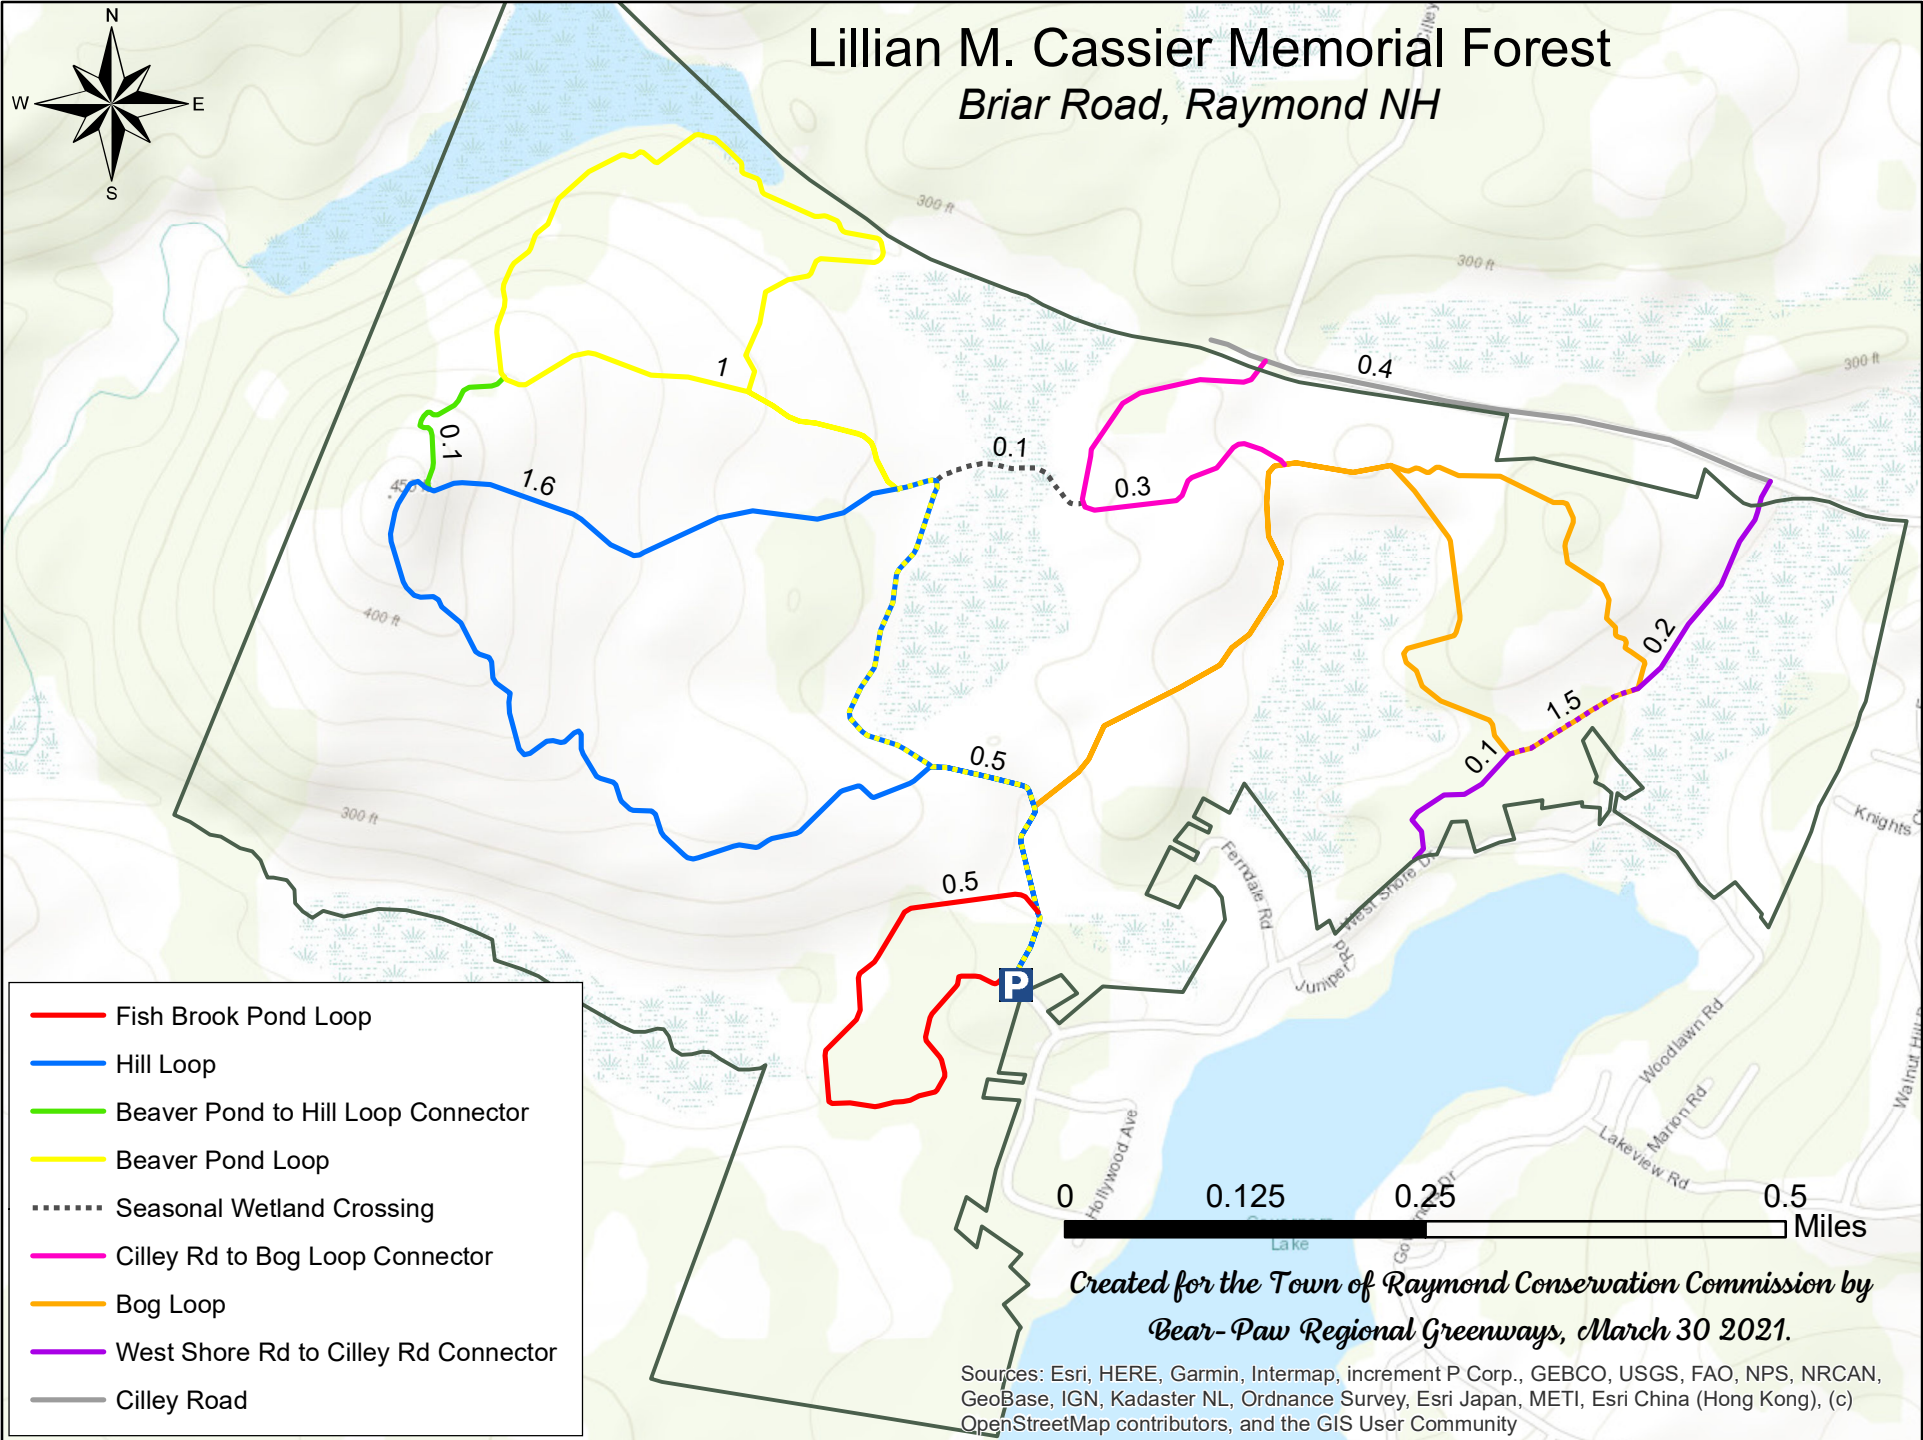 Lillian M. Cassier Memorial Forest
Briar Road, Raymond NH
N
W
E
S
Cilley
300 ft
300 ft
300 ft
0.4
1
0.1
0.1
1.6
0.3
450
400 ft
0.2
1.5
0.1
0.5
300 ft
0.5
Knights
Ferndale Rd
West Shore Dr
Juniper Rd
P
Woodlawn Rd
Marion Rd
Lakeview Rd
Walnut Hill
Hollywood Ave
Fish Brook Pond Loop
Hill Loop
Beaver Pond to Hill Loop Connector
Beaver Pond Loop
Seasonal Wetland Crossing
Cilley Rd to Bog Loop Connector
Bog Loop
West Shore Rd to Cilley Rd Connector
Cilley Road
0 0.125 0.25 0.5
Miles
Lake
Created for the Town of Raymond Conservation Commission by
Bear-Paw Regional Greenways, March 30 2021.
Sources: Esri, HERE, Garmin, Intermap, increment P Corp., GEBCO, USGS, FAO, NPS, NRCAN,
GeoBase, IGN, Kadaster NL, Ordnance Survey, Esri Japan, METI, Esri China (Hong Kong), (c)
OpenStreetMap contributors, and the GIS User Community